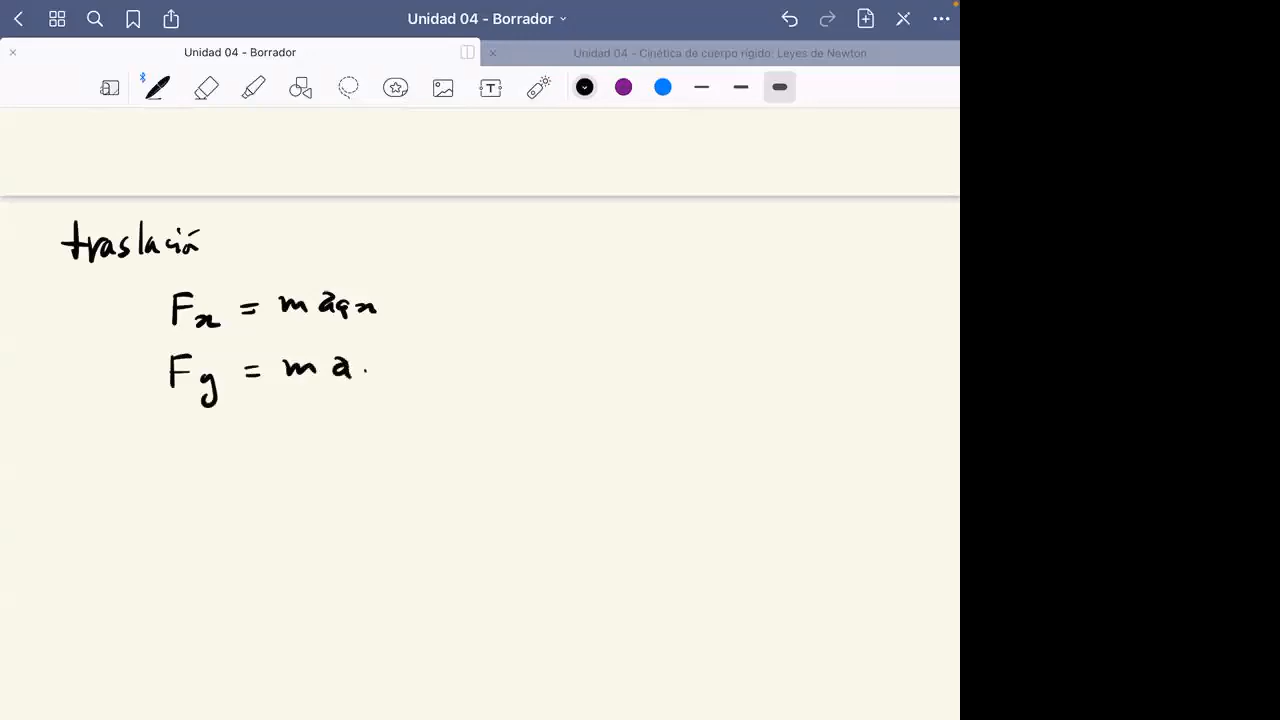 Unidad 04 - Borrador
Unidad 04 - Borrador
Unidad 04 - Cinética de cuerpo rígido: Leyes de Newton
T
traslación
Fx = m aGx
Fy = m a